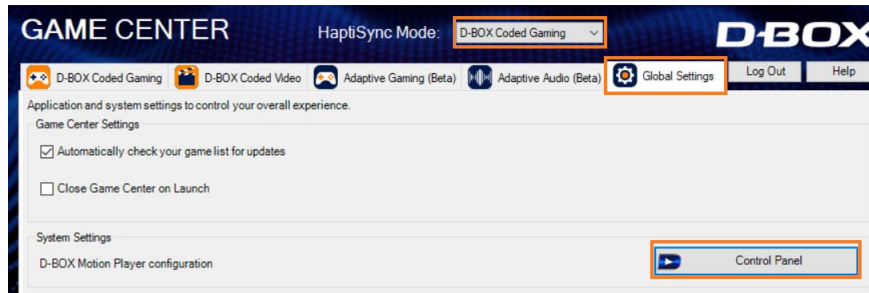 GAME CENTER
HaptiSync Mode: D-BOX Coded Gaming
D-BOX
D-BOX Coded Gaming
D-BOX Coded Video
Adaptive Gaming (Beta)
Adaptive Audio (Beta)
Global Settings
Log Out
Help
Application and system settings to control your overall experience.
Game Center Settings
Automatically check your game list for updates
Close Game Center on Launch
System Settings
D-BOX Motion Player configuration
Control Panel